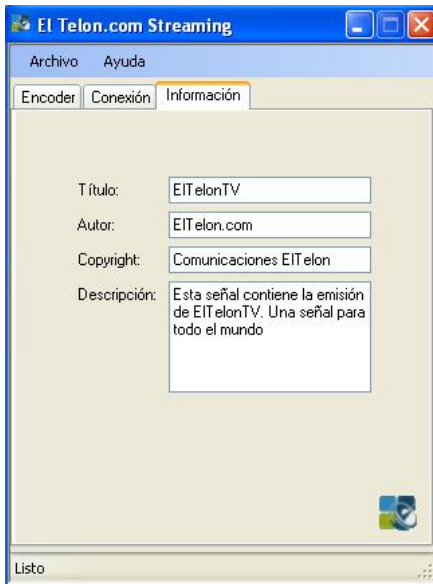 El Telon.com Streaming
Archivo Ayuda
Encoder Conexión Información
Título: ElTelonTV
Autor: ElTelon.com
Copyright: Comunicaciones ElTelon
Descripción: Esta señal contiene la emisión
de ElTelonTV. Una señal para
todo el mundo
Listo